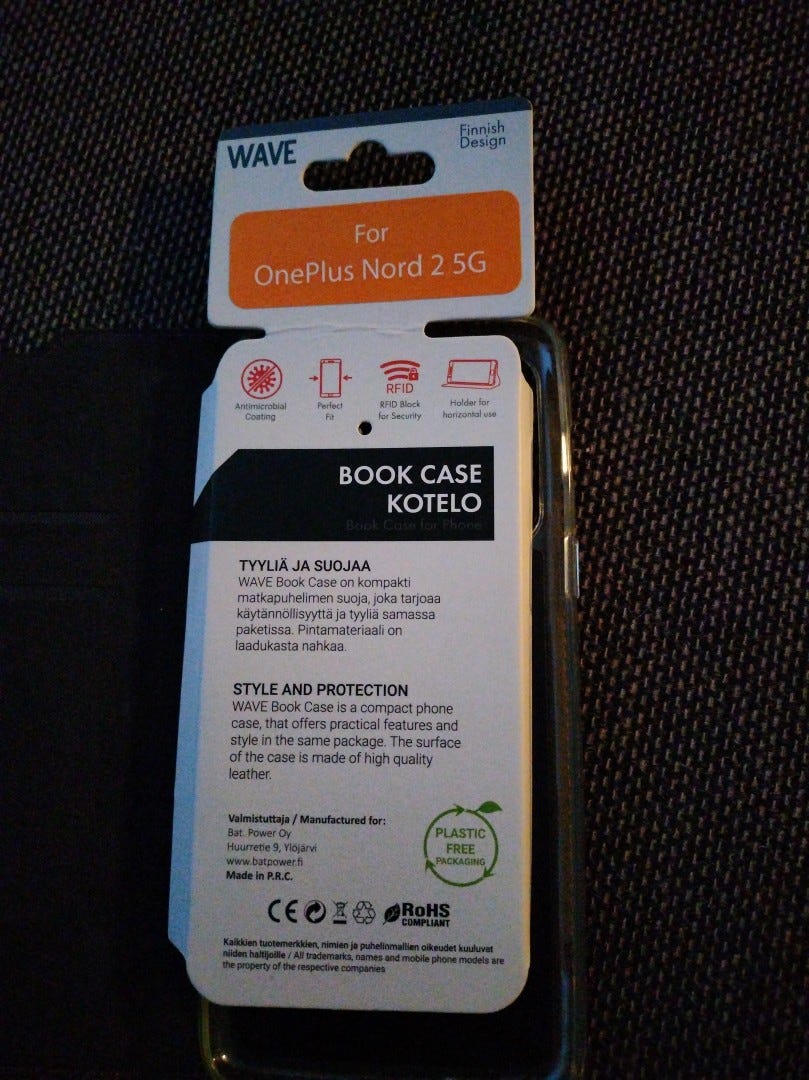 WAVE
Finnish
Design
For
OnePlus Nord 2 5G
Antimicrobial
Coating
Perfect
Fit
RFID
RFID Block
for Security
Holder for
horizontal use
BOOK CASE
KOTELO
Book Case for Phone
TYYLIÄ JA SUOJAA
WAVE Book Case on kompakti
matkapuhelimen suoja, joka tarjoaa
käytännöllisyyttä ja tyyliä samassa
paketissa. Pintamateriaali on
laadukasta nahkaa.
STYLE AND PROTECTION
WAVE Book Case is a compact phone
case, that offers practical features and
style in the same package. The surface
of the case is made of high quality
leather.
Valmistuttaja / Manufactured for:
Bat. Power Oy
Huurretie 9, Ylöjärvi
www.batpower.fi
Made in P.R.C.
PLASTIC
FREE
PACKAGING
CE
RoHS
COMPLIANT
Kaikkien tuotemerkkien, nimien ja puhelinmallien oikeudet kuuluvat
niiden haltijoille / All trademarks, names and mobile phone models are
the property of the respective companies